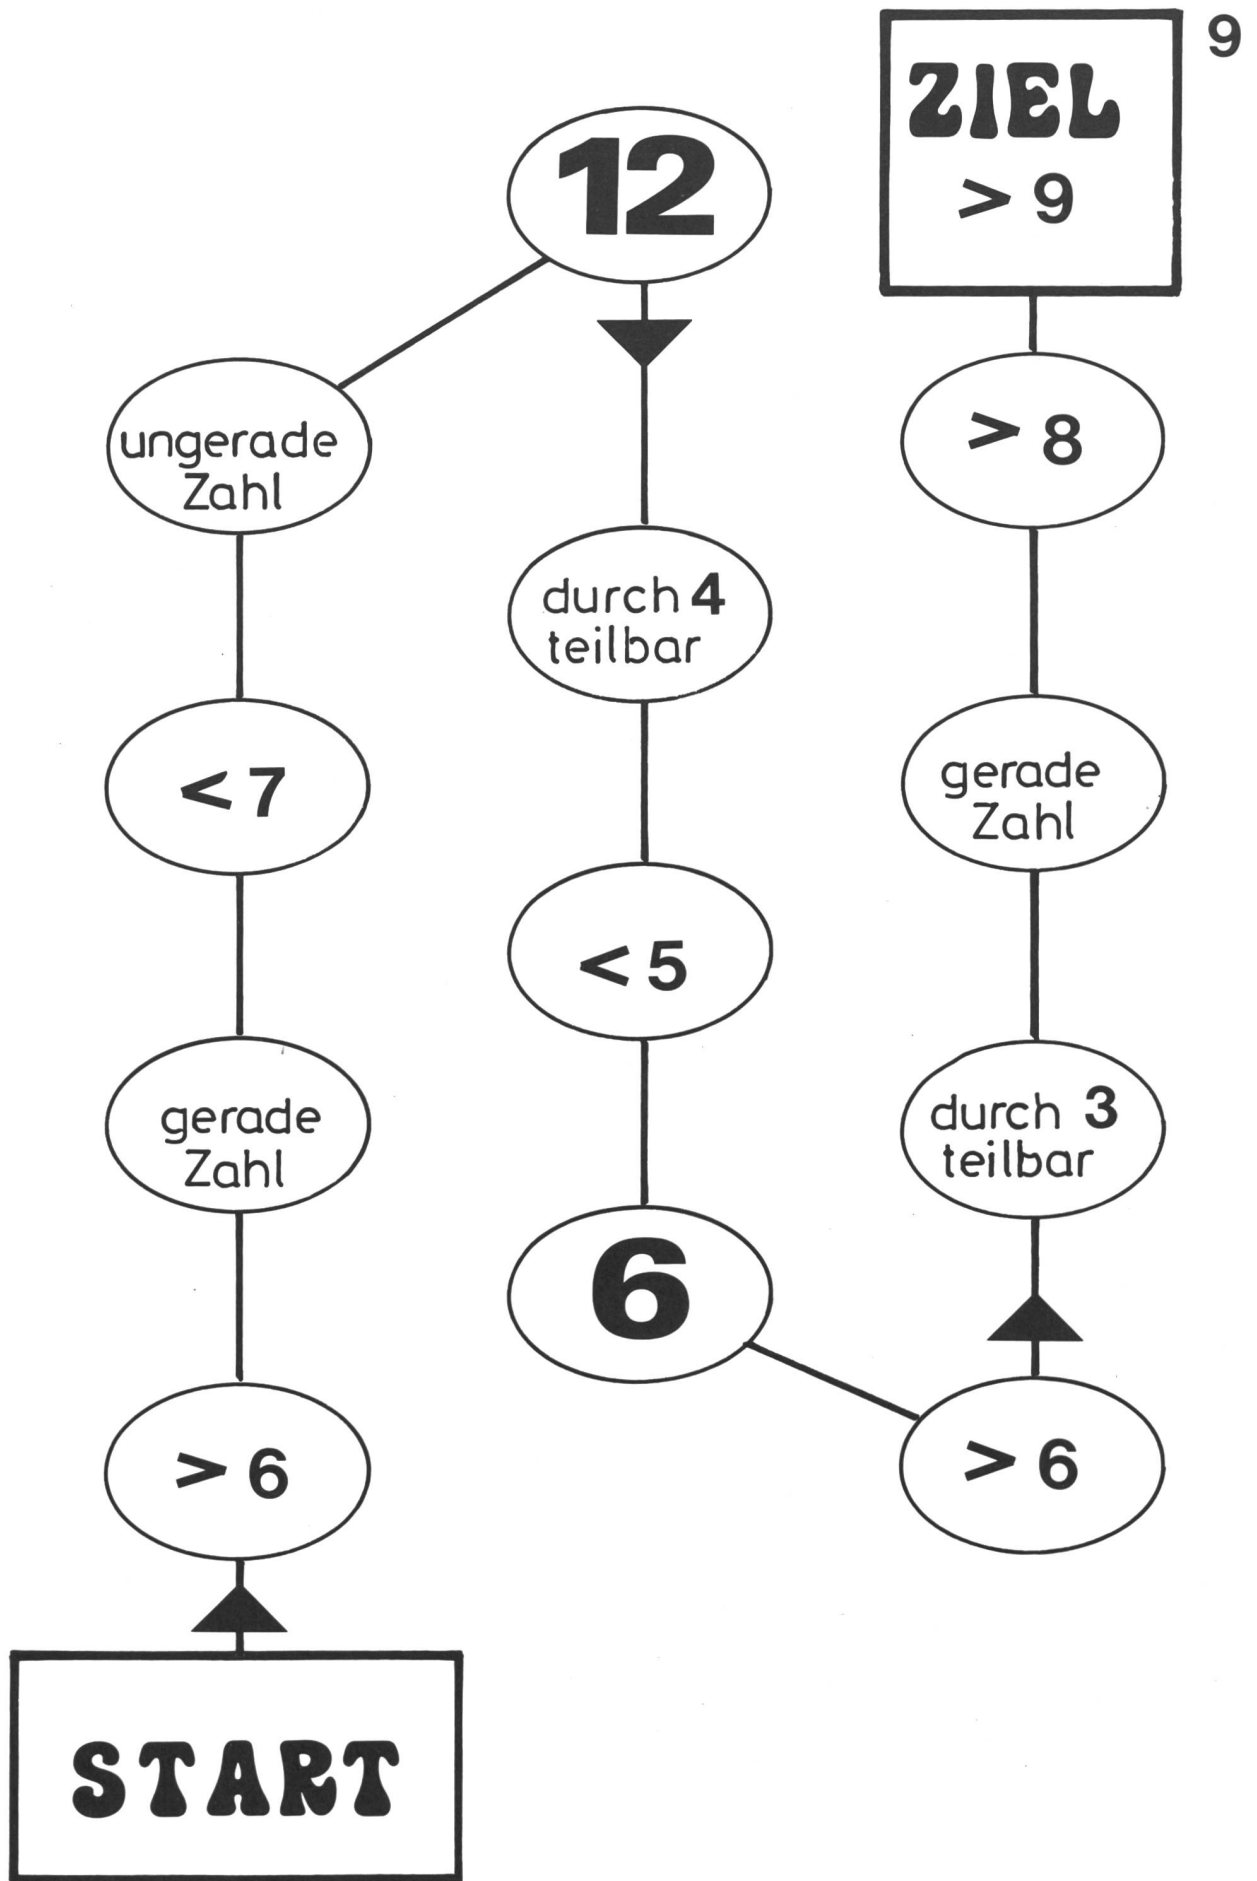 9
ZIEL
> 9
12
ungerade
Zahl
> 8
durch 4
teilbar
< 7
gerade
Zahl
< 5
gerade
Zahl
durch 3
teilbar
6
> 6
> 6
START